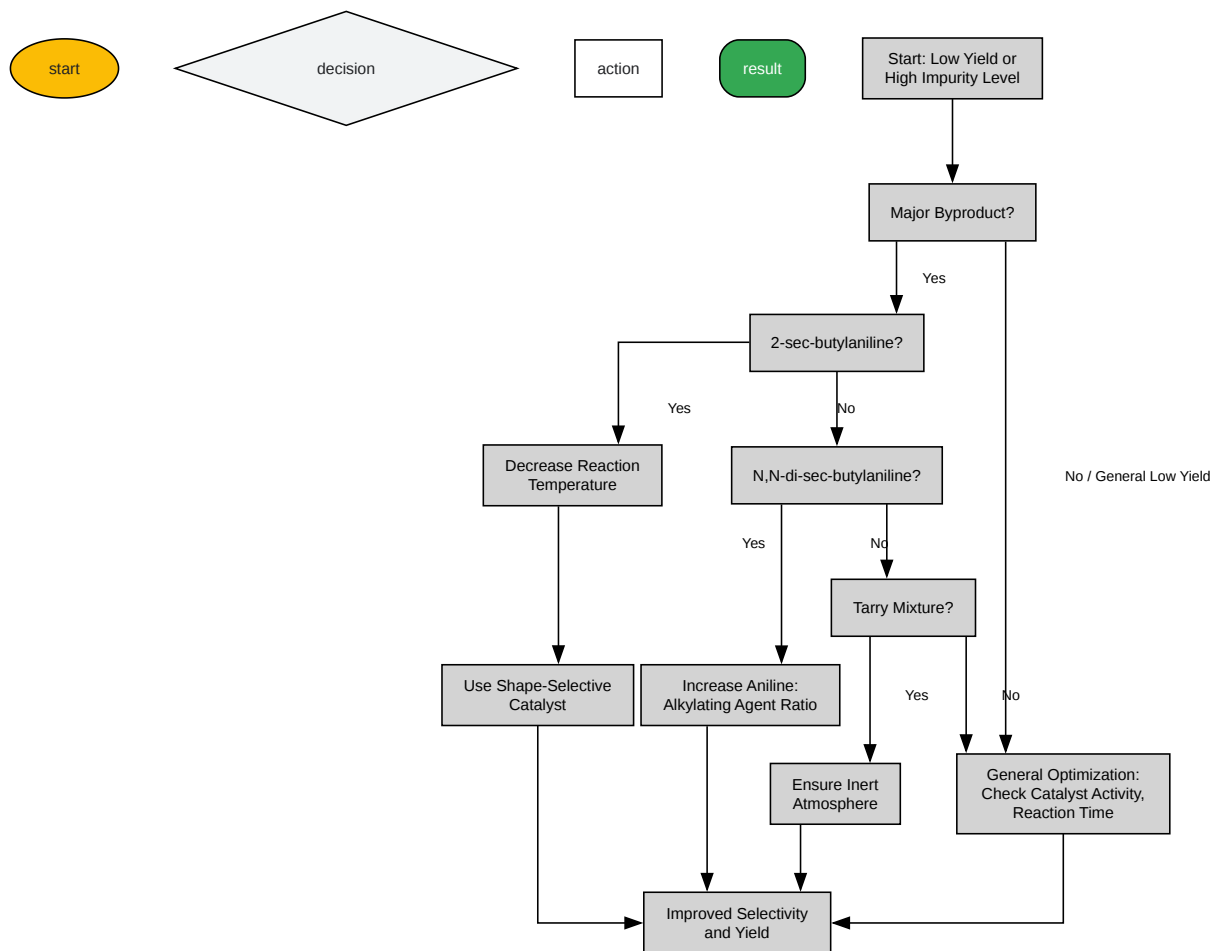 start
decision
action
result
Start: Low Yield or
High Impurity Level
Major Byproduct?
Yes
2-sec-butylaniline?
Yes
No
Decrease Reaction
Temperature
N,N-di-sec-butylaniline?
No / General Low Yield
Yes
No
Tarry Mixture?
Use Shape-Selective
Catalyst
Increase Aniline:
Alkylating Agent Ratio
Yes
No
Ensure Inert
Atmosphere
General Optimization:
Check Catalyst Activity,
Reaction Time
Improved Selectivity
and Yield